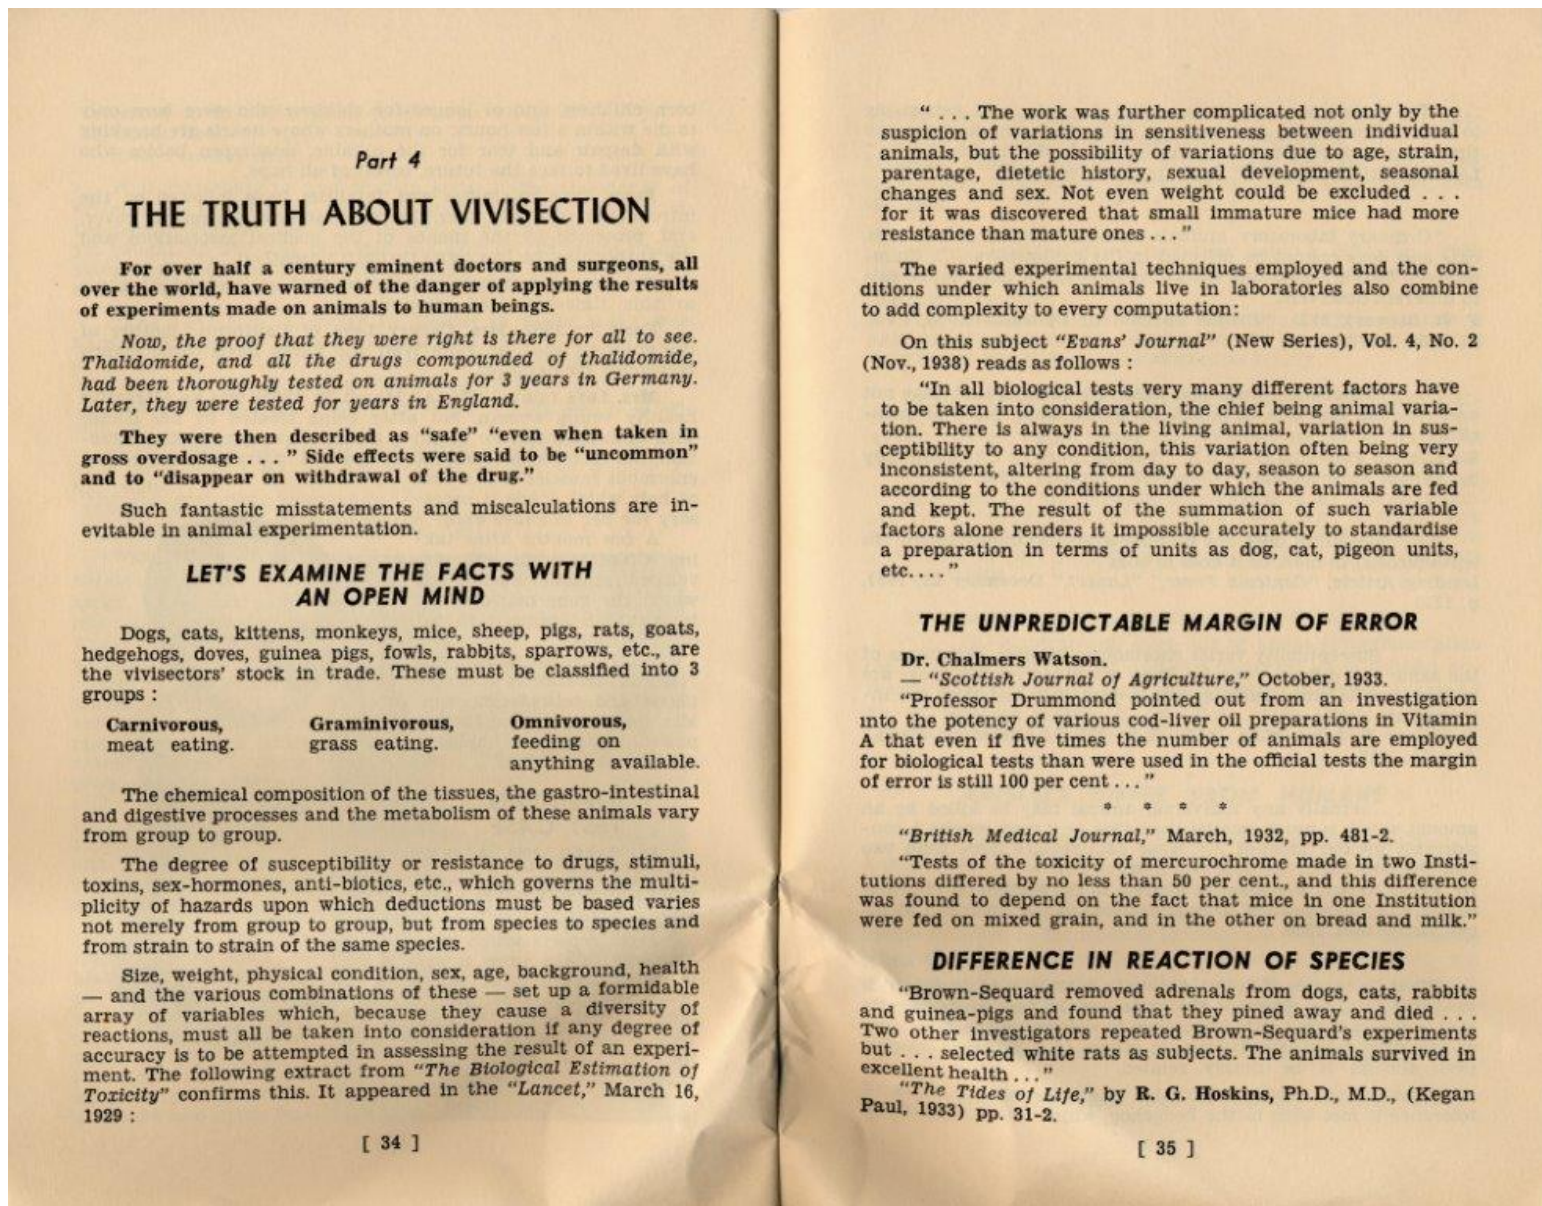 Part 4
THE TRUTH ABOUT VIVISECTION
For over half a century eminent doctors and surgeons, all
over the world, have warned of the danger of applying the results
of experiments made on animals to human beings.
Now, the proof that they were right is there for all to see.
Thalidomide, and all the drugs compounded of thalidomide,
had been thoroughly tested on animals for 3 years in Germany.
Later, they were tested for years in England.
They were then described as "safe" "even when taken in
gross overdosage . . . " Side effects were said to be "uncommon"
and to "disappear on withdrawal of the drug."
Such fantastic misstatements and miscalculations are in-
evitable in animal experimentation.
LET'S EXAMINE THE FACTS WITH
AN OPEN MIND
Dogs, cats, kittens, monkeys, mice, sheep, pigs, rats, goats,
hedgehogs, doves, guinea pigs, fowls, rabbits, sparrows, etc., are
the vivisectors' stock in trade. These must be classified into 3
groups :
Carnivorous, Graminivorous, Omnivorous,
meat eating. grass eating. feeding on
anything available.
The chemical composition of the tissues, the gastro-intestinal
and digestive processes and the metabolism of these animals vary
from group to group.
The degree of susceptibility or resistance to drugs, stimuli,
toxins, sex-hormones, anti-biotics, etc., which governs the multi-
plicity of hazards upon which deductions must be based varies
not merely from group to group, but from species to species and
from strain to strain of the same species.
Size, weight, physical condition, sex, age, background, health
— and the various combinations of these — set up a formidable
array of variables which, because they cause a diversity of
reactions, must all be taken into consideration if any degree of
accuracy is to be attempted in assessing the result of an experi-
ment. The following extract from "The Biological Estimation of
Toxicity" confirms this. It appeared in the "Lancet," March 16,
1929 :
[ 34 ]
" . . . The work was further complicated not only by the
suspicion of variations in sensitiveness between individual
animals, but the possibility of variations due to age, strain,
parentage, dietetic history, sexual development, seasonal
changes and sex. Not even weight could be excluded . . .
for it was discovered that small immature mice had more
resistance than mature ones . . . "
The varied experimental techniques employed and the con-
ditions under which animals live in laboratories also combine
to add complexity to every computation:
On this subject "Evans' Journal" (New Series), Vol. 4, No. 2
(Nov., 1938) reads as follows :
"In all biological tests very many different factors have
to be taken into consideration, the chief being animal varia-
tion. There is always in the living animal, variation in sus-
ceptibility to any condition, this variation often being very
inconsistent, altering from day to day, season to season and
according to the conditions under which the animals are fed
and kept. The result of the summation of such variable
factors alone renders it impossible accurately to standardise
a preparation in terms of units as dog, cat, pigeon units,
etc. . . . "
THE UNPREDICTABLE MARGIN OF ERROR
Dr. Chalmers Watson.
— "Scottish Journal of Agriculture," October, 1933.
"Professor Drummond pointed out from an investigation
into the potency of various cod-liver oil preparations in Vitamin
A that even if five times the number of animals are employed
for biological tests than were used in the official tests the margin
of error is still 100 per cent . . . "
* * * *
"British Medical Journal," March, 1932, pp. 481-2.
"Tests of the toxicity of mercurochrome made in two Insti-
tutions differed by no less than 50 per cent., and this difference
was found to depend on the fact that mice in one Institution
were fed on mixed grain, and in the other on bread and milk."
DIFFERENCE IN REACTION OF SPECIES
"Brown-Sequard removed adrenals from dogs, cats, rabbits
and guinea-pigs and found that they pined away and died . . .
Two other investigators repeated Brown-Sequard's experiments
but . . . selected white rats as subjects. The animals survived in
excellent health . . . "
"The Tides of Life," by R. G. Hoskins, Ph.D., M.D., (Kegan
Paul, 1933) pp. 31-2.
[ 35 ]